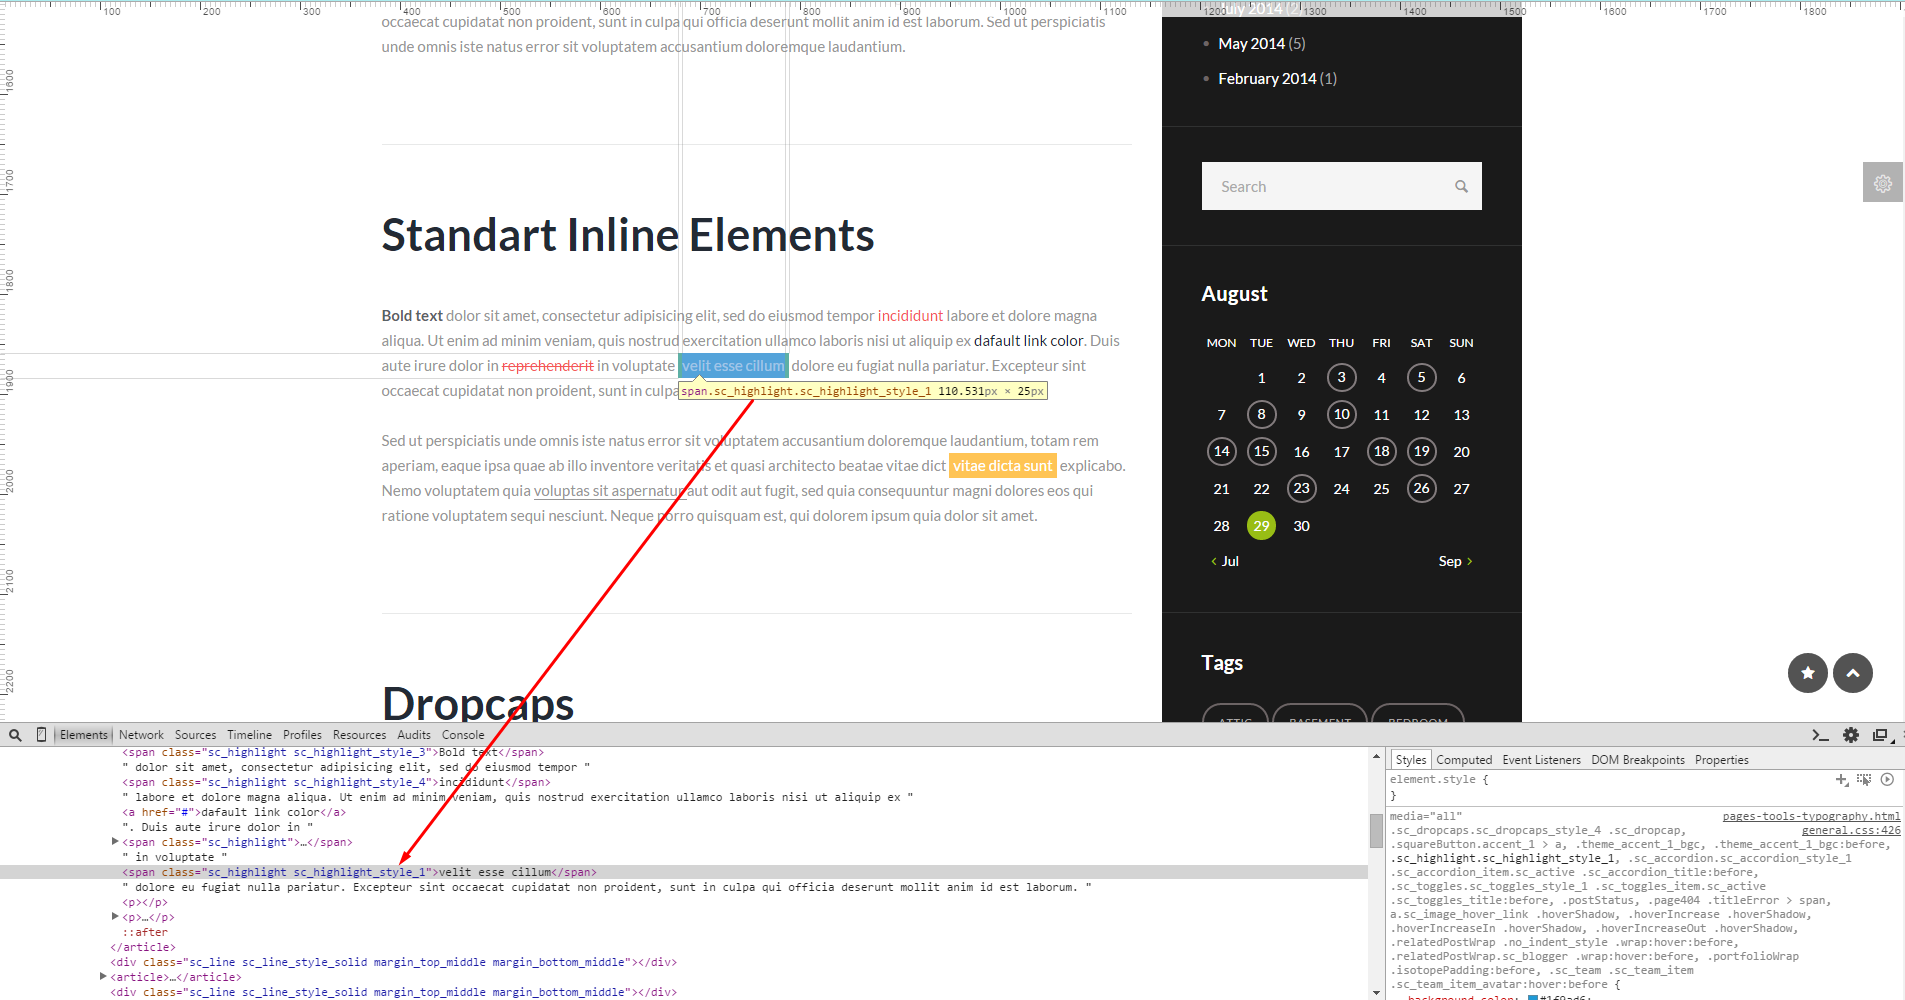 100 200 300 400 500 600 700 800 900 1000 1100 1200 1300 1400 1500 1600 1700 1800
1600
1700
1800
1900
2000
2100
2200
occaecat cupidatat non proident, sunt in culpa qui officia deserunt mollit anim id est laborum. Sed ut perspiciatis
unde omnis iste natus error sit voluptatem accusantium doloremque laudantium.
Standart Inline Elements
Bold text dolor sit amet, consectetur adipisicing elit, sed do eiusmod tempor incididunt labore et dolore magna
aliqua. Ut enim ad minim veniam, quis nostrud exercitation ullamco laboris nisi ut aliquip ex dafault link color. Duis
aute irure dolor in reprehenderit in voluptate velit esse cillum dolore eu fugiat nulla pariatur. Excepteur sint
occaecat cupidatat non proident, sunt in culpa
span.sc_highlight.sc_highlight_style_1 110.531px × 25px
Sed ut perspiciatis unde omnis iste natus error sit voluptatem accusantium doloremque laudantium, totam rem
aperiam, eaque ipsa quae ab illo inventore veritatis et quasi architecto beatae vitae dict vitae dicta sunt explicabo.
Nemo voluptatem quia voluptas sit aspernatur aut odit aut fugit, sed quia consequuntur magni dolores eos qui
ratione voluptatem sequi nesciunt. Neque porro quisquam est, qui dolorem ipsum quia dolor sit amet.
Dropcaps
July 2014
May 2014 (5)
February 2014 (1)
Search
August
MON TUE WED THU FRI SAT SUN
1 2 3 4 5 6
7 8 9 10 11 12 13
14 15 16 17 18 19 20
21 22 23 24 25 26 27
28 29 30
‹ Jul Sep ›
Tags
ATTIC BASEMENT BEDROOM
Elements Network Sources Timeline Profiles Resources Audits Console
<span class="sc_highlight sc_highlight_style_3">Bold text</span>
" dolor sit amet, consectetur adipisicing elit, sed do eiusmod tempor "
<span class="sc_highlight sc_highlight_style_4">incididunt</span>
" labore et dolore magna aliqua. Ut enim ad minim veniam, quis nostrud exercitation ullamco laboris nisi ut aliquip ex "
<a href="#">dafault link color</a>
". Duis aute irure dolor in "
<span class="sc_highlight">…</span>
" in voluptate "
<span class="sc_highlight sc_highlight_style_1">velit esse cillum</span>
" dolore eu fugiat nulla pariatur. Excepteur sint occaecat cupidatat non proident, sunt in culpa qui officia deserunt mollit anim id est laborum. "
<p></p>
<p>…</p>
::after
</article>
<div class="sc_line sc_line_style_solid margin_top_middle margin_bottom_middle"></div>
<article>…</article>
<div class="sc_line sc_line_style_solid margin_top_middle margin_bottom_middle"></div>
Styles Computed Event Listeners DOM Breakpoints Properties
element.style {
}
media="all" pages-tools-typography.html
.sc_dropcaps.sc_dropcaps_style_4 .sc_dropcap, general.css:426
.squareButton.accent_1 > a, .theme_accent_1_bgc, .theme_accent_1_bgc:before,
.sc_highlight.sc_highlight_style_1, .sc_accordion.sc_accordion_style_1
.sc_accordion_item.sc_active .sc_accordion_title:before,
.sc_toggles.sc_toggles_style_1 .sc_toggles_item.sc_active
.sc_toggles_title:before, .postStatus, .page404 .titleError > span,
a.sc_image_hover_link .hoverShadow, .hoverIncrease .hoverShadow,
.hoverIncreaseIn .hoverShadow, .hoverIncreaseOut .hoverShadow,
.relatedPostWrap .no_indent_style .wrap:hover:before,
.relatedPostWrap.sc_blogger .wrap:hover:before, .portfolioWrap
.isotopePadding:before, .sc_team .sc_team_item
.sc_team_item_avatar:hover:before {
background-color: #1f9ad6;